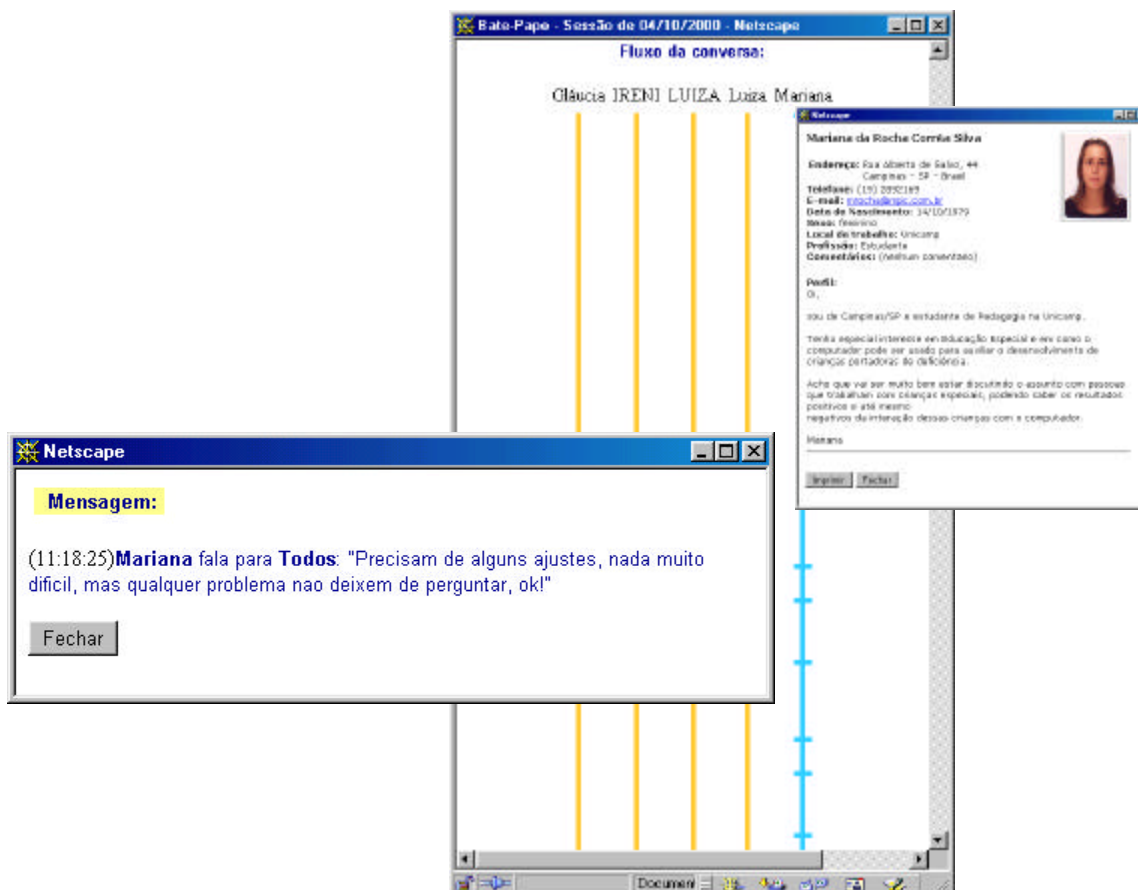 Bate-Papo - Sessão de 04/10/2000 - Netscape
Fluxo da conversa:
Gláucia IRENI LUIZA Luiza Mariana
Netscape
Mariana da Rocha Corrêa Silva
Endereço: Rua Alberto de Salvo, 44
Campinas - SP - Brasil
Telefone: (19) 2892169
E-mail:
Data de Nascimento: 14/10/1979
Sexo: feminino
Local de trabalho: Unicamp
Profissão: Estudante
Comentários: (nenhum comentário)
Perfil:
Oi,
sou de Campinas/SP e estudante de Pedagogia na Unicamp.
Tenho especial interesse em Educação Especial e em como o
computador pode ser usado para auxiliar o desenvolvimento de
crianças portadoras de deficiência.
Acho que vai ser muito bom estar discutindo o assunto com pessoas
que trabalham com crianças especiais, podendo saber os resultados
positivos e até mesmo
negativos da interação dessas crianças com o computador.
Mariana
Imprimir Fechar
Netscape
Mensagem:
(11:18:25)Mariana fala para Todos: "Precisam de alguns ajustes, nada muito
dificil, mas qualquer problema nao deixem de perguntar, ok!"
Fechar
Documen